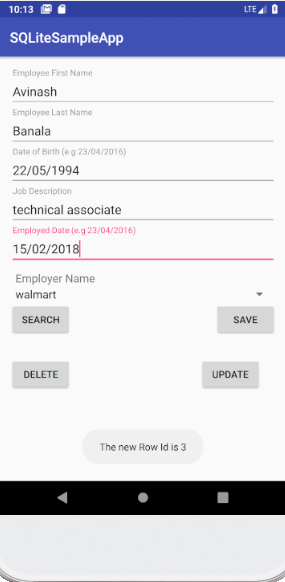 10:13 LTE
SQLiteSampleApp
Employee First Name
Avinash
Employee Last Name
Banala
Date of Birth (e.g 23/04/2016)
22/05/1994
Job Description
technical associate
Employed Date (e.g 23/04/2016)
15/02/2018
Employer Name
walmart
SEARCH SAVE
DELETE UPDATE
The new Row Id is 3